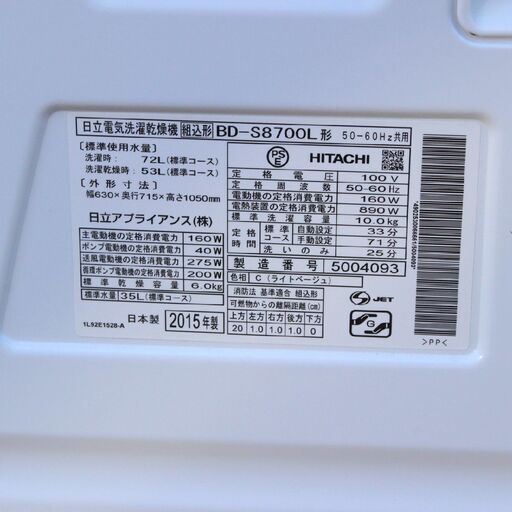 日立電気洗濯乾燥機 組込形 BD-S8700L形 50-60Hz共用
〔標準使用水量〕
洗濯時: 72L(標準コース)
洗濯乾燥時: 53L(標準コース)
〔外形寸法〕
幅630×奥行715×高さ1050mm
日立アプライアンス(株)
主電動機の定格消費電力 160W
ポンプ電動機の定格消費電力 40W
送風電動機の定格消費電力 275W
循環ポンプ電動機の定格消費電力 200W
標準乾燥容量 6.0kg
標準水量 35L(標準コース)
日本製 2015年製
1L92E1528-A
PS
E
HITACHI
定格電圧 100V
定格周波数 50-60Hz
電動機の定格消費電力 160W
電熱装置の定格消費電力 890W
標準洗濯容量 10.0kg
定格 標準コース 自動設定 33分
時間 手動設定 71分
洗いのみ 25分
製造番号 5004093
色相 C(ライトベージュ)
消防法 基準適合 組込形
可燃物からの離隔距離(cm)
上方 左方 右方 前方 後方 下方
20 1.0 1.0 1.0 0
JET
G
>PP<